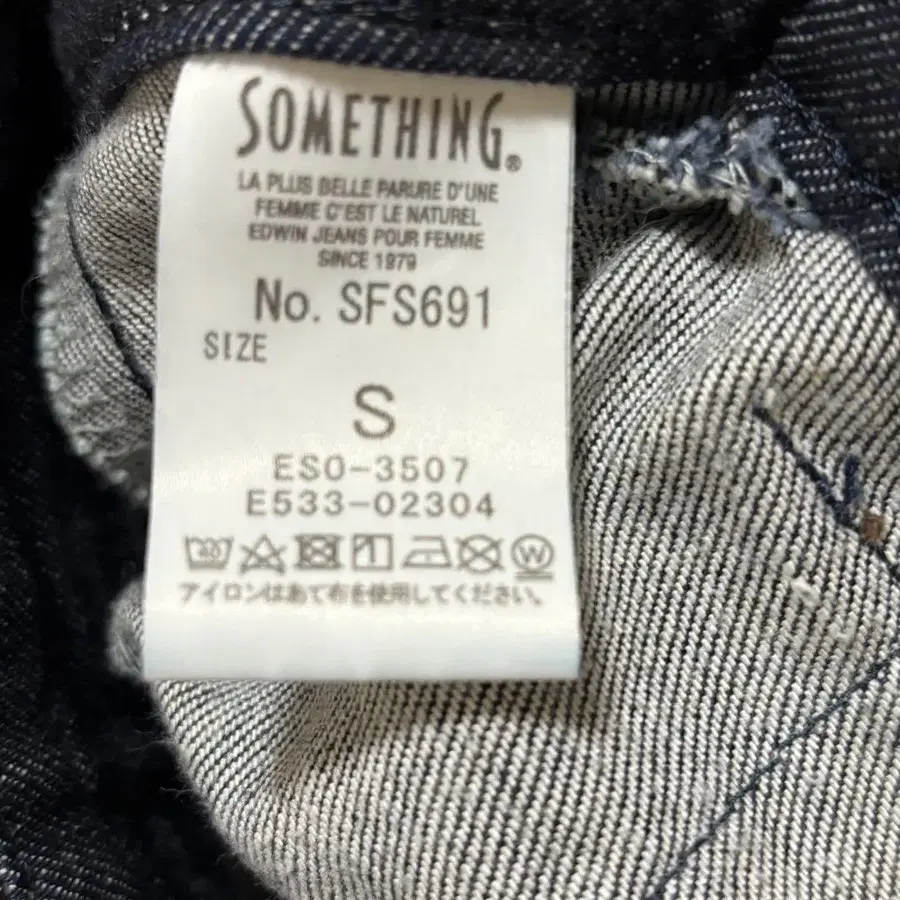 SOMETHING®
LA PLUS BELLE PARURE D'UNE
FEMME C'EST LE NATUREL
EDWIN JEANS POUR FEMME
SINCE 1979
No. SFS691
SIZE
S
ES0-3507
E533-02304
40 W
アイロンはあて布を使用してください。